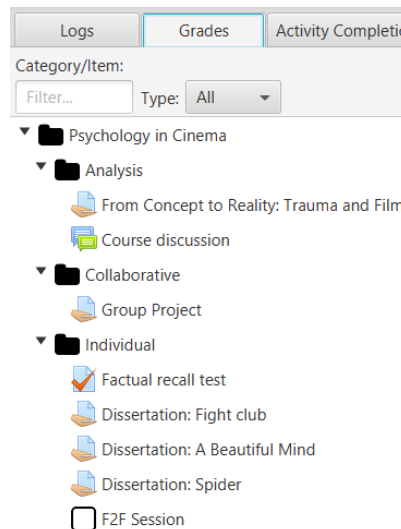 Logs Grades Activity Completi
Category/Item:
Filter... Type: All
Psychology in Cinema
Analysis
From Concept to Reality: Trauma and Film
Course discussion
Collaborative
Group Project
Individual
Factual recall test
Dissertation: Fight club
Dissertation: A Beautiful Mind
Dissertation: Spider
F2F Session